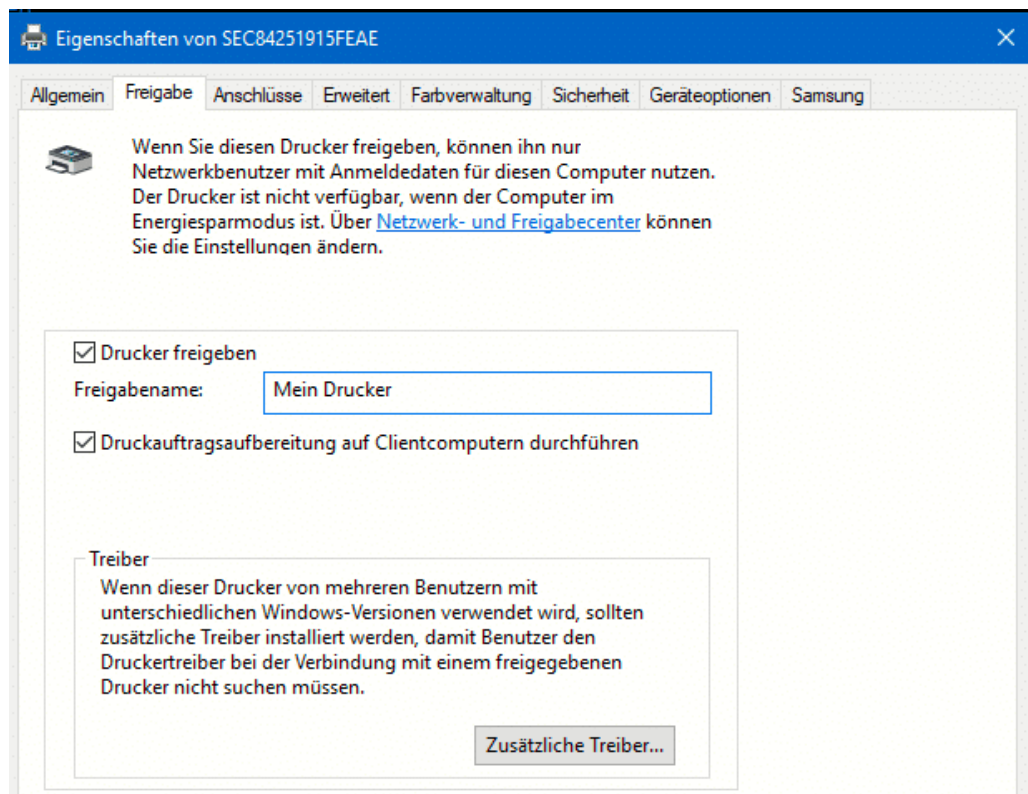 Eigenschaften von SEC84251915FEAE
Allgemein Freigabe Anschlüsse Erweitert Farbverwaltung Sicherheit Geräteoptionen Samsung
Wenn Sie diesen Drucker freigeben, können ihn nur
Netzwerkbenutzer mit Anmeldedaten für diesen Computer nutzen.
Der Drucker ist nicht verfügbar, wenn der Computer im
Energiesparmodus ist. Über Netzwerk- und Freigabecenter können
Sie die Einstellungen ändern.
Drucker freigeben
Freigabename: Mein Drucker
Druckauftragsaufbereitung auf Clientcomputern durchführen
Treiber
Wenn dieser Drucker von mehreren Benutzern mit
unterschiedlichen Windows-Versionen verwendet wird, sollten
zusätzliche Treiber installiert werden, damit Benutzer den
Druckertreiber bei der Verbindung mit einem freigegebenen
Drucker nicht suchen müssen.
Zusätzliche Treiber...